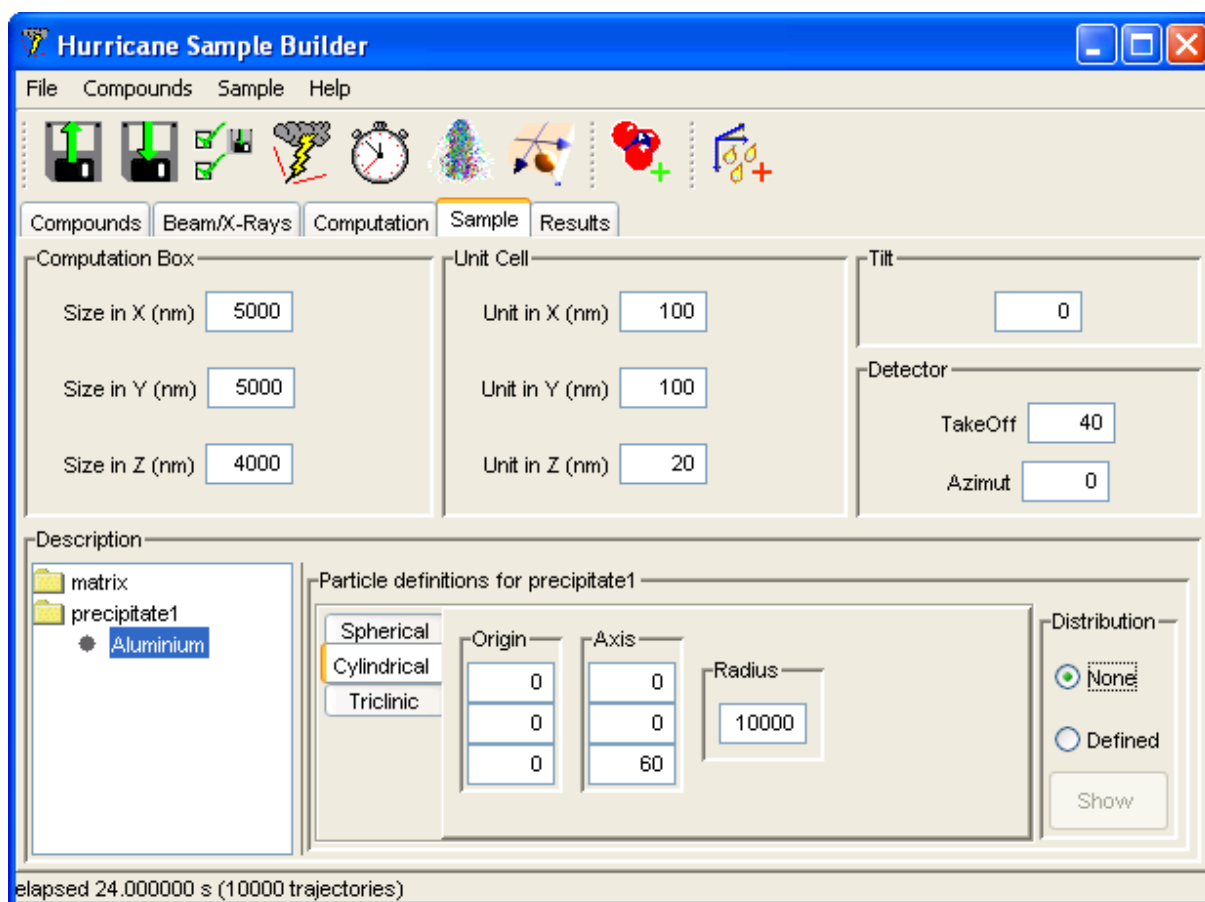 Hurricane Sample Builder
File Compounds Sample Help
Compounds Beam/X-Rays Computation Sample Results
Computation Box
Size in X (nm) 5000
Size in Y (nm) 5000
Size in Z (nm) 4000
Unit Cell
Unit in X (nm) 100
Unit in Y (nm) 100
Unit in Z (nm) 20
Tilt
0
Detector
TakeOff 40
Azimut 0
Description
matrix
precipitate1
Aluminium
Particle definitions for precipitate1
Spherical
Cylindrical
Triclinic
Origin
0
0
0
Axis
0
0
60
Radius
10000
Distribution
None
Defined
Show
elapsed 24.000000 s (10000 trajectories)